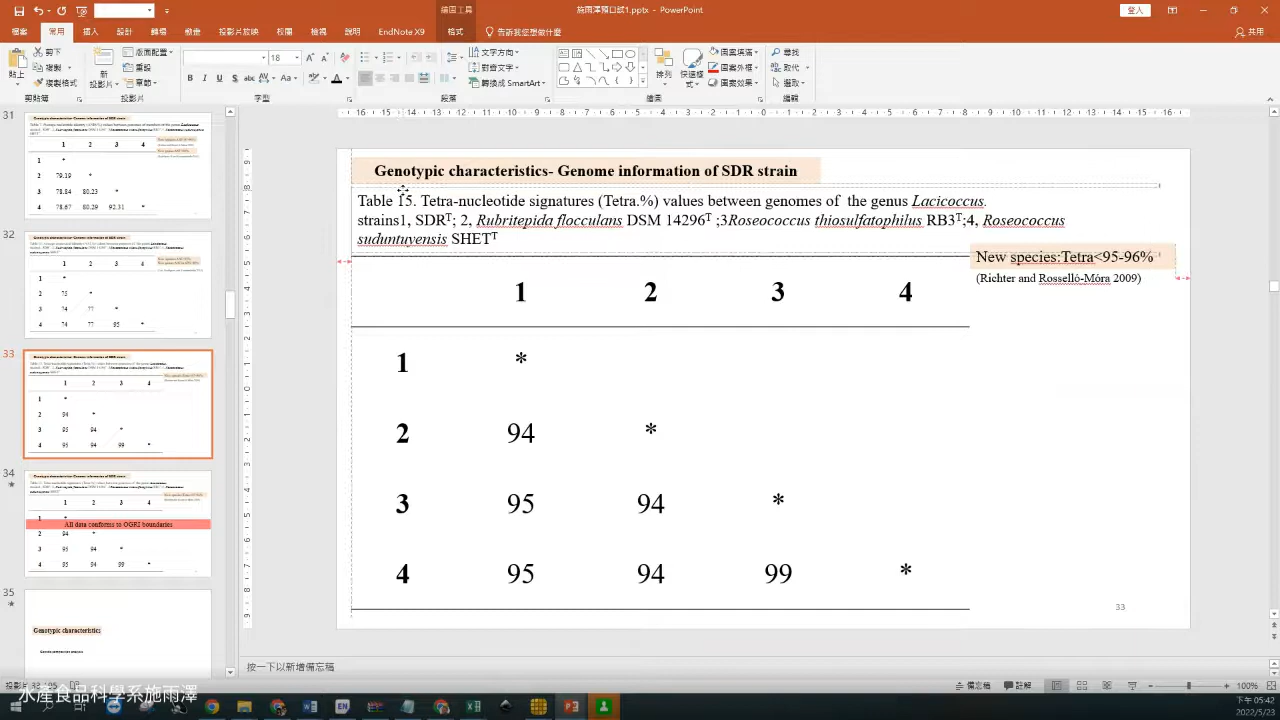 施雨澤預口試1.pptx - PowerPoint
繪圖工具
登入
檔案 常用 插入 設計 轉場 動畫 投影片放映 校閱 檢視 說明 EndNote X9 格式 告訴我您想做什麼
共用
貼上 剪下 複製 複製格式
新投影片 版面配置 重設 章節
18
文字方向 對齊文字 轉換成 SmartArt
排列 快速樣式 圖案填滿 圖案外框 圖案效果
尋找 取代 選取
剪貼簿 投影片 字型 段落 繪圖 編輯
31
32
33
34
All data conforms to OGRI boundaries
35
Genotypic characteristics
Genotypic characteristics- Genome information of SDR strain
Table 15. Tetra-nucleotide signatures (Tetra.%) values between genomes of the genus Lacicoccus.
strains1, SDRᵀ; 2, Rubritepida flocculans DSM 14296ᵀ ;3Roseococcus thiosulfatophilus RB3ᵀ;4, Roseococcus
suduntuyensis SHETᵀ
New species:Tetra<95-96%
(Richter and Rosselló-Móra 2009)
1 2 3 4
1 *
2 94 *
3 95 94 *
4 95 94 99 *
33
按一下以新增備忘稿
水產食品科學系施雨澤
備忘稿 註解 100%
下午 05:42
2022/5/23